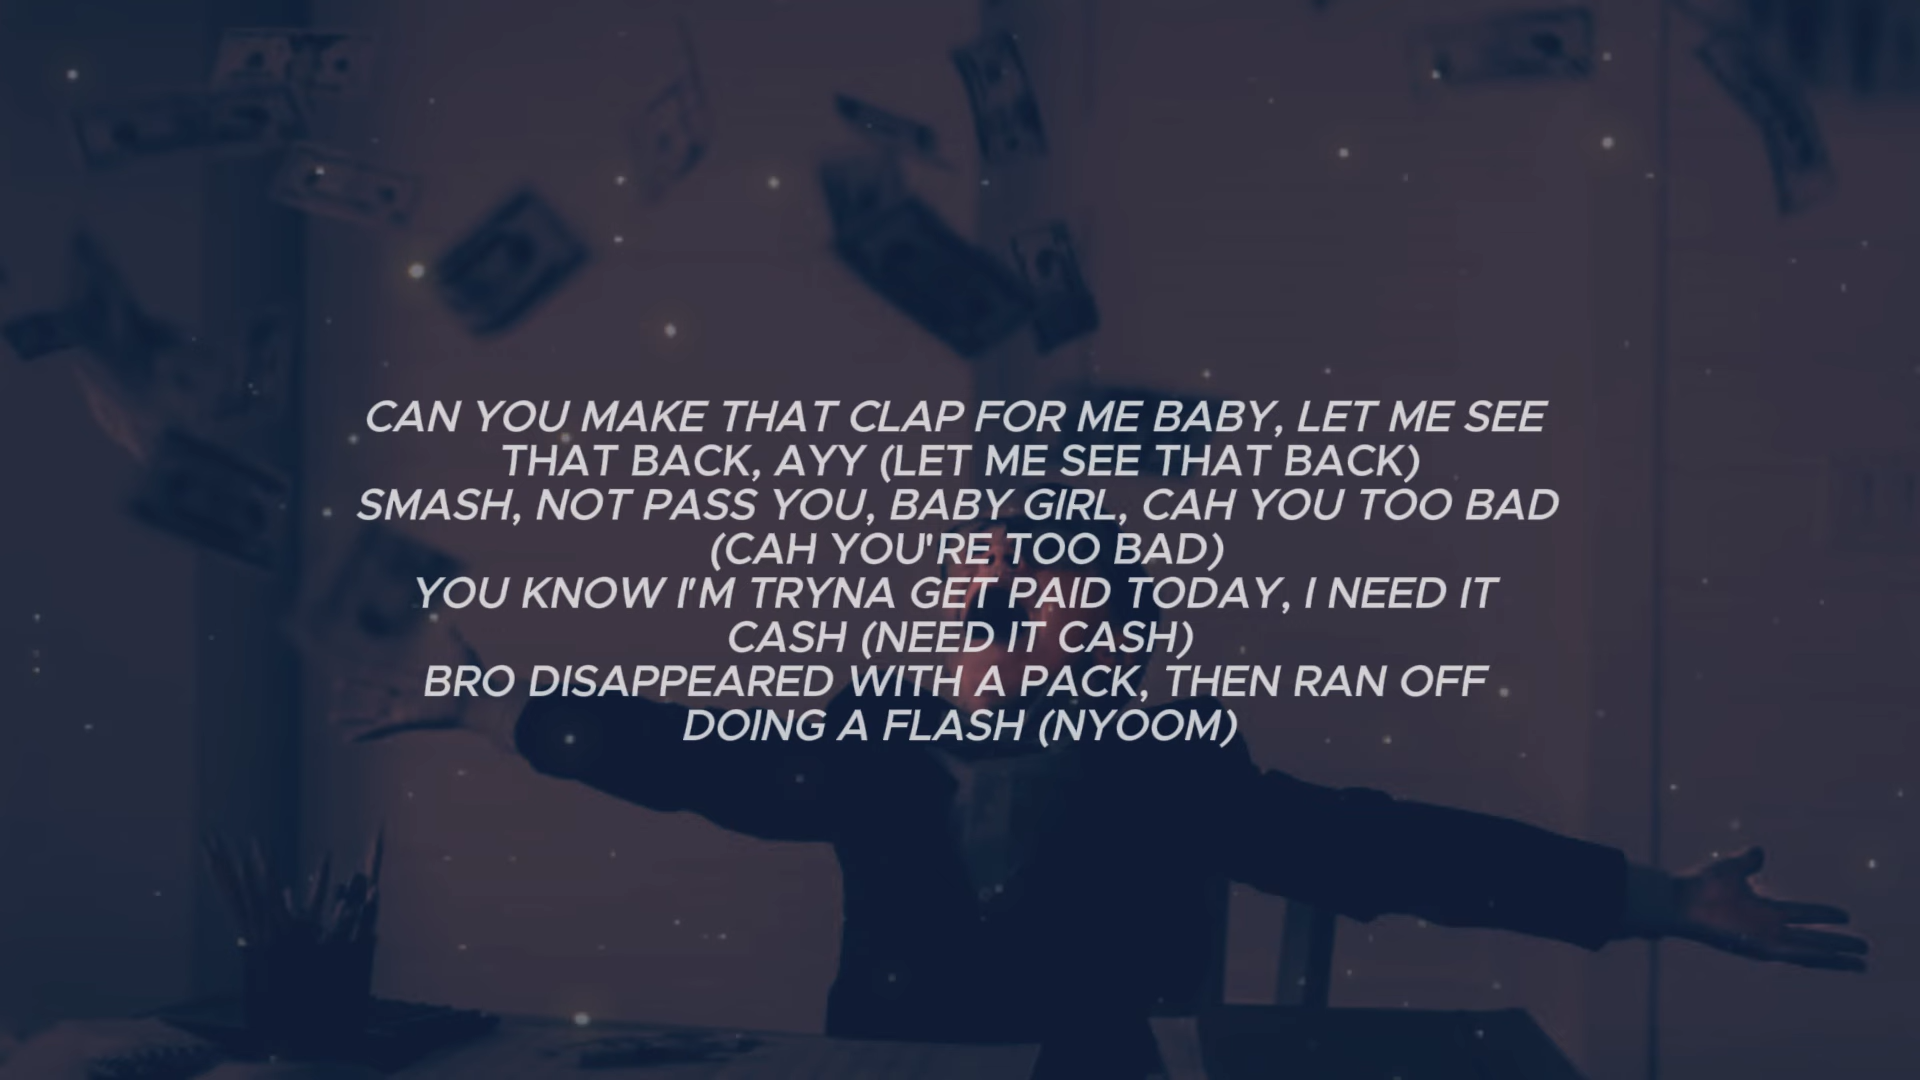 CAN YOU MAKE THAT CLAP FOR ME BABY, LET ME SEE
THAT BACK, AYY (LET ME SEE THAT BACK)
SMASH, NOT PASS YOU, BABY GIRL, CAH YOU TOO BAD
(CAH YOU'RE TOO BAD)
YOU KNOW I'M TRYNA GET PAID TODAY, I NEED IT
CASH (NEED IT CASH)
BRO DISAPPEARED WITH A PACK, THEN RAN OFF
DOING A FLASH (NYOOM)